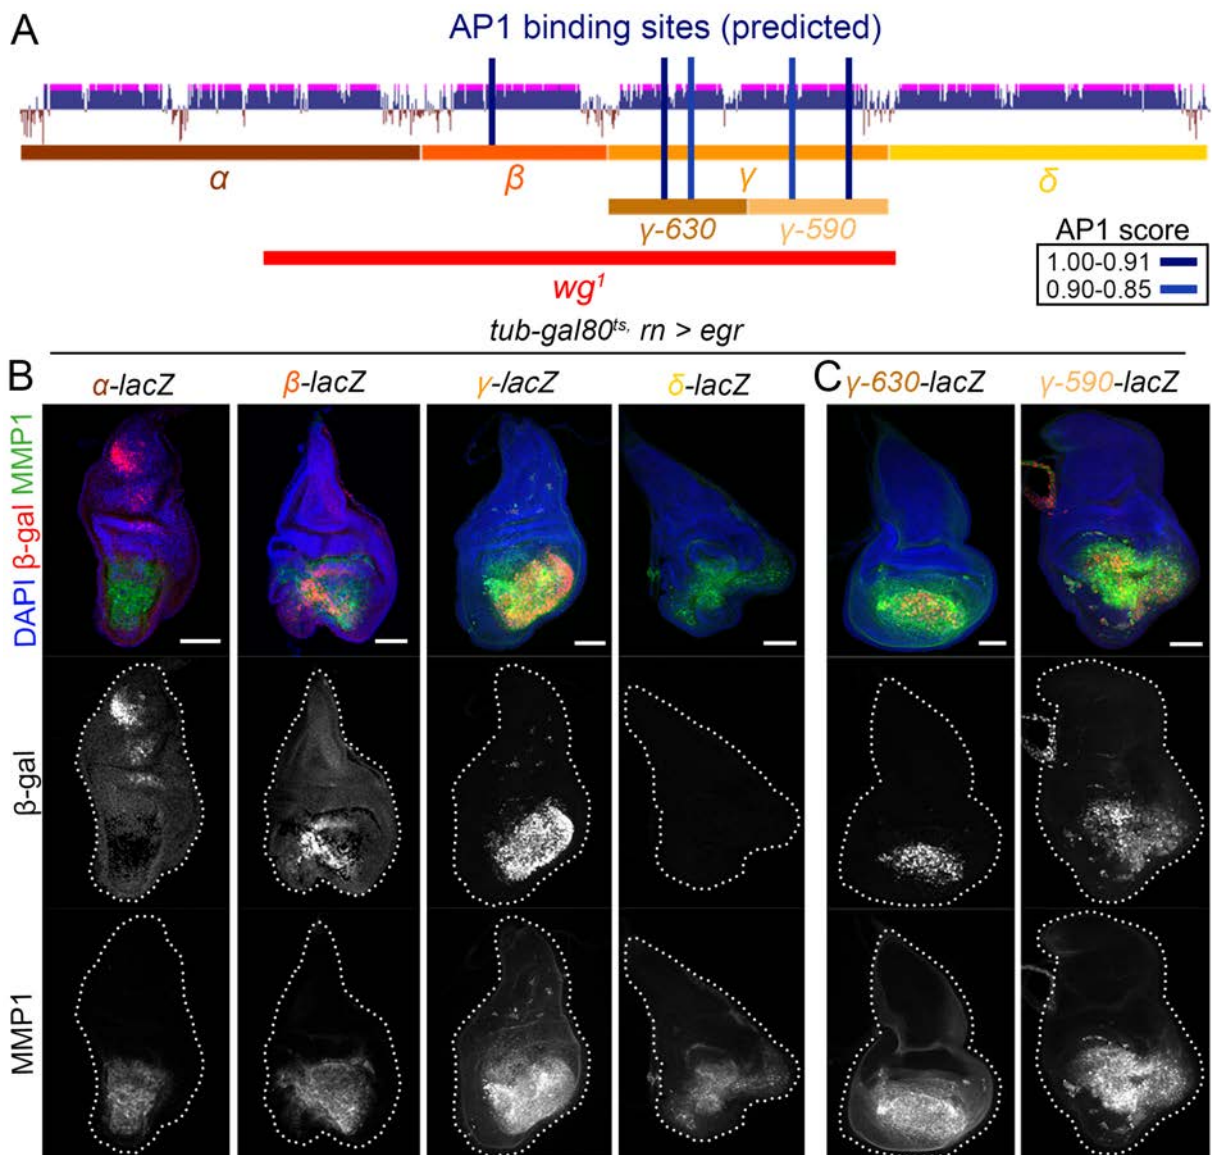 A
AP1 binding sites (predicted)
α
β
γ
δ
γ-630
γ-590
AP1 score
1.00-0.91
0.90-0.85
wg¹
tub-gal80ᵗˢ, rn > egr
B
α-lacZ
β-lacZ
γ-lacZ
δ-lacZ
C
γ-630-lacZ
γ-590-lacZ
DAPI β-gal MMP1
β-gal
MMP1